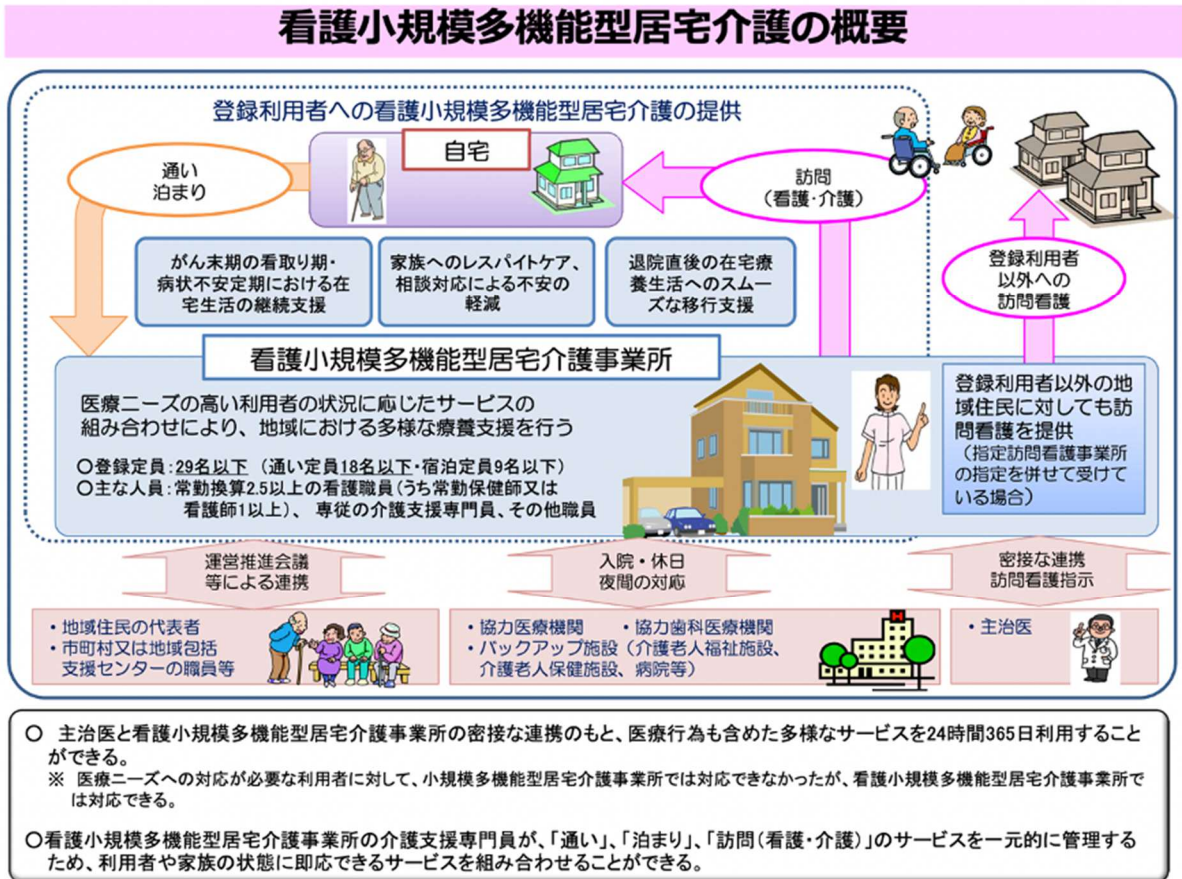 看護小規模多機能型居宅介護の概要
登録利用者への看護小規模多機能型居宅介護の提供
通い
泊まり
自宅
訪問
(看護・介護)
がん末期の看取り期・
病状不安定期における在
宅生活の継続支援
家族へのレスパイトケア、
相談対応による不安の
軽減
退院直後の在宅療
養生活へのスムー
ズな移行支援
登録利用者
以外への
訪問看護
看護小規模多機能型居宅介護事業所
医療ニーズの高い利用者の状況に応じたサービスの
組み合わせにより、地域における多様な療養支援を行う
○登録定員:29名以下 (通い定員18名以下・宿泊定員9名以下)
○主な人員:常勤換算2.5以上の看護職員(うち常勤保健師又は
看護師1以上)、 専従の介護支援専門員、その他職員
登録利用者以外の地
域住民に対しても訪
問看護を提供
(指定訪問看護事業所
の指定を併せて受けて
いる場合)
運営推進会議
等による連携
入院・休日
夜間の対応
密接な連携
訪問看護指示
・地域住民の代表者
・市町村又は地域包括
支援センターの職員等
・協力医療機関 ・協力歯科医療機関
・バックアップ施設(介護老人福祉施設、
介護老人保健施設、病院等)
H
・主治医
○ 主治医と看護小規模多機能型居宅介護事業所の密接な連携のもと、医療行為も含めた多様なサービスを24時間365日利用すること
ができる。
※ 医療ニーズへの対応が必要な利用者に対して、小規模多機能型居宅介護事業所では対応できなかったが、看護小規模多機能型居宅介護事業所で
は対応できる。
○看護小規模多機能型居宅介護事業所の介護支援専門員が、「通い」、「泊まり」、「訪問(看護・介護)」のサービスを一元的に管理する
ため、利用者や家族の状態に即応できるサービスを組み合わせることができる。